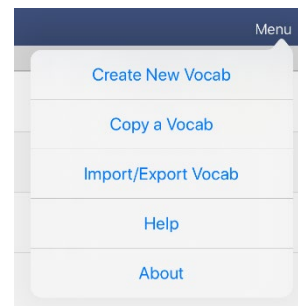 Menu
Create New Vocab
Copy a Vocab
Import/Export Vocab
Help
About